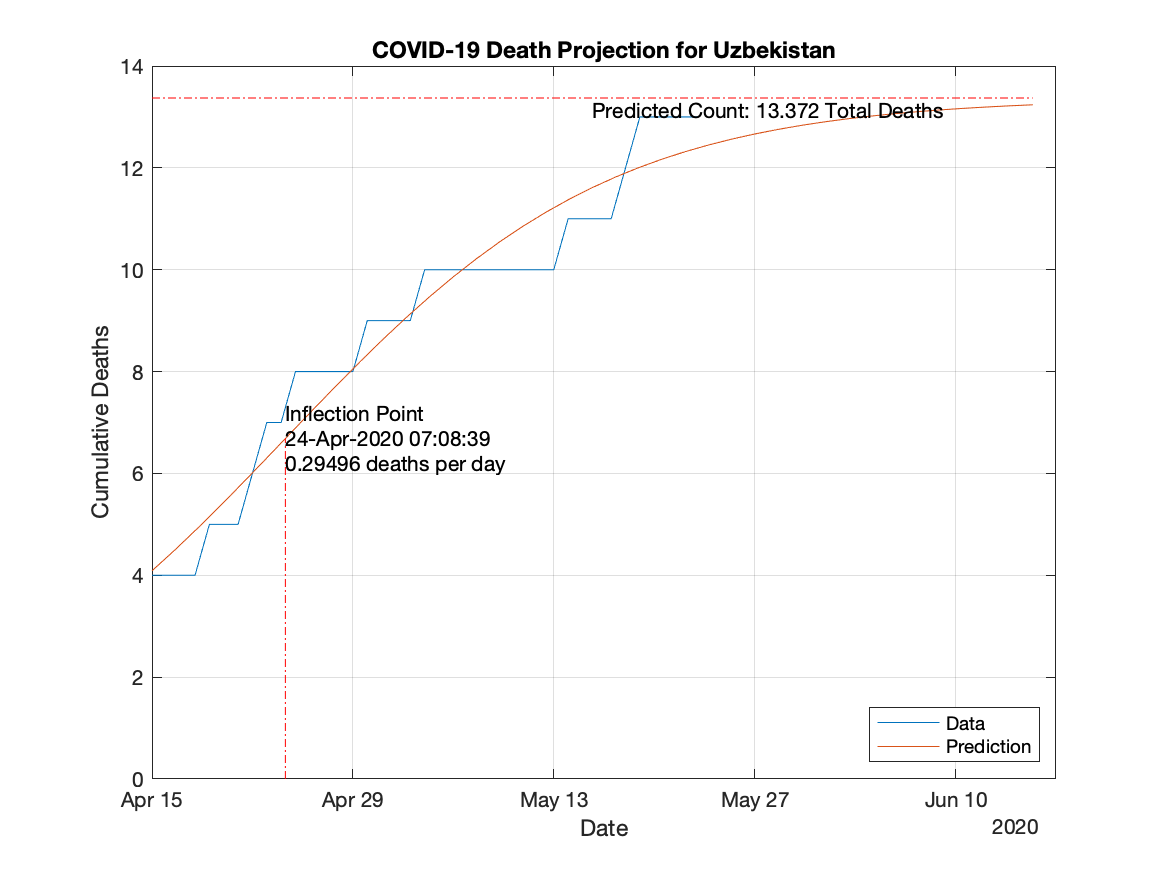 COVID-19 Death Projection for Uzbekistan
14
Predicted Count: 13.372 Total Deaths
12
10
8
Inflection Point
24-Apr-2020 07:08:39
0.29496 deaths per day
6
4
2
0
Cumulative Deaths
Data
Prediction
Apr 15 Apr 29 May 13 May 27 Jun 10
Date
2020